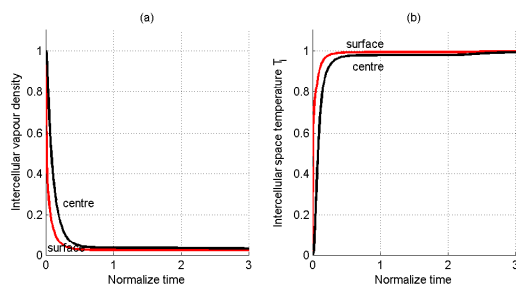 (a)
Intercellular vapour density
1
0.8
0.6
0.4
0.2
0
centre
surface
0
1
2
3
Normalize time
(b)
Intercellular space temperature T_i
1
0.8
0.6
0.4
0.2
0
surface
centre
0
1
2
3
Normalize time